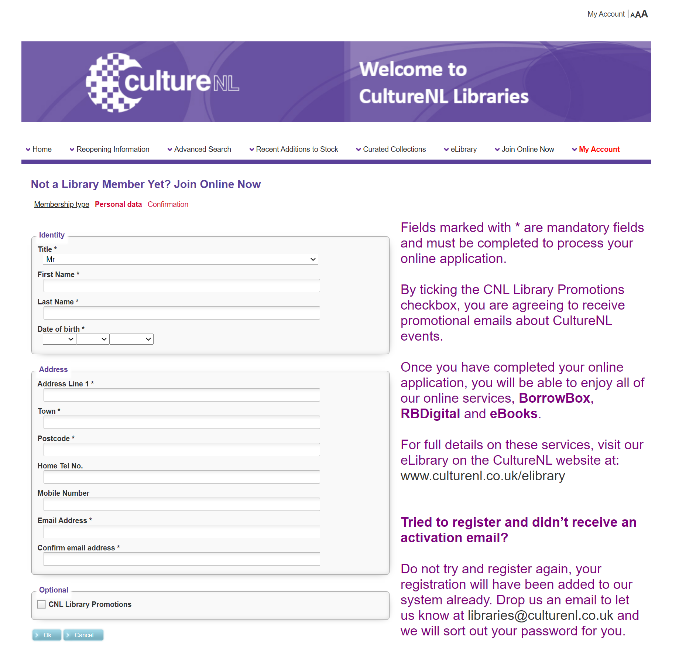 My Account | AAA
cultureNL
Welcome to
CultureNL Libraries
Home Reopening Information Advanced Search Recent Additions to Stock Curated Collections eLibrary Join Online Now My Account
Not a Library Member Yet? Join Online Now
Membership type Personal data Confirmation
Identity
Title *
Mr
First Name *
Last Name *
Date of birth *
Address
Address Line 1 *
Town *
Postcode *
Home Tel No.
Mobile Number
Email Address *
Confirm email address *
Optional
CNL Library Promotions
Ok Cancel
Fields marked with * are mandatory fields
and must be completed to process your
online application.
By ticking the CNL Library Promotions
checkbox, you are agreeing to receive
promotional emails about CultureNL
events.
Once you have completed your online
application, you will be able to enjoy all of
our online services, BorrowBox,
RBDigital and eBooks.
For full details on these services, visit our
eLibrary on the CultureNL website at:
www.culturenl.co.uk/elibrary
Tried to register and didn't receive an
activation email?
Do not try and register again, your
registration will have been added to our
system already. Drop us an email to let
us know at libraries@culturenl.co.uk and
we will sort out your password for you.